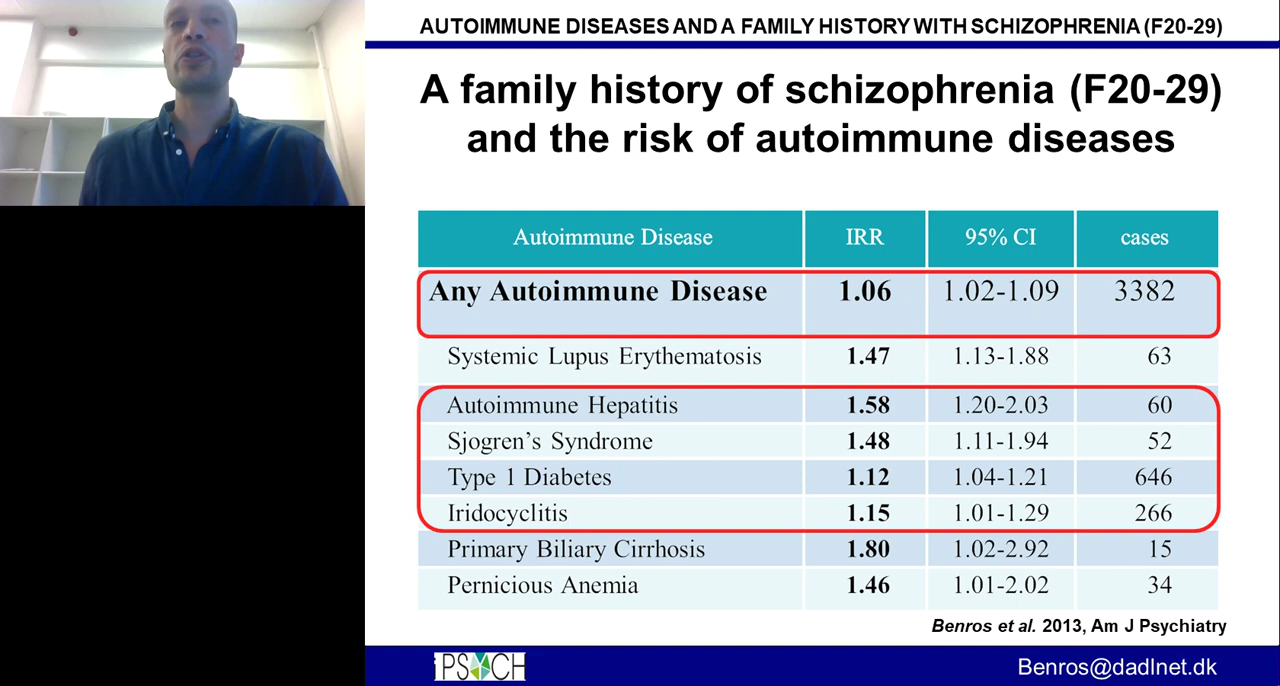 AUTOIMMUNE DISEASES AND A FAMILY HISTORY WITH SCHIZOPHRENIA (F20-29)
A family history of schizophrenia (F20-29)
and the risk of autoimmune diseases
Autoimmune Disease IRR 95% CI cases
Any Autoimmune Disease 1.06 1.02-1.09 3382
Systemic Lupus Erythematosis 1.47 1.13-1.88 63
Autoimmune Hepatitis 1.58 1.20-2.03 60
Sjogren’s Syndrome 1.48 1.11-1.94 52
Type 1 Diabetes 1.12 1.04-1.21 646
Iridocyclitis 1.15 1.01-1.29 266
Primary Biliary Cirrhosis 1.80 1.02-2.92 15
Pernicious Anemia 1.46 1.01-2.02 34
Benros et al. 2013, Am J Psychiatry
iPSYCH
Benros@dadlnet.dk